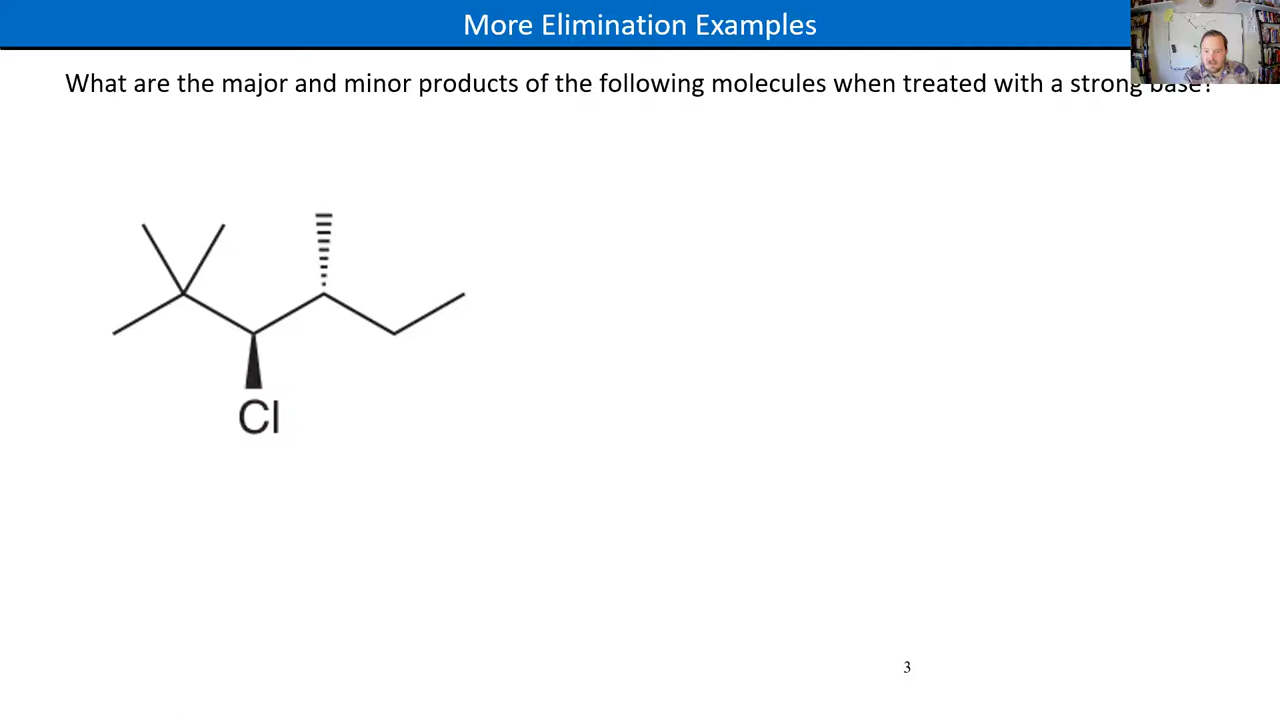 More Elimination Examples
What are the major and minor products of the following molecules when treated with a strong base?
Cl
3